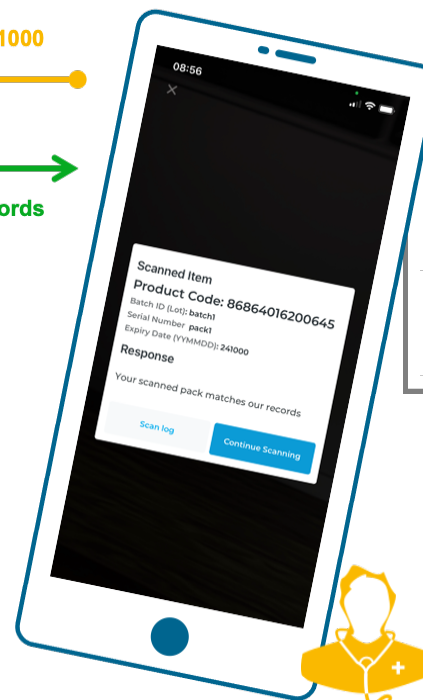 1000
ords
08:56
Scanned Item
Product Code: 86864016200645
Batch ID (Lot): batch1
Serial Number pack1
Expiry Date (YYMMDD): 241000
Response
Your scanned pack matches our records
Scan log
Continue Scanning